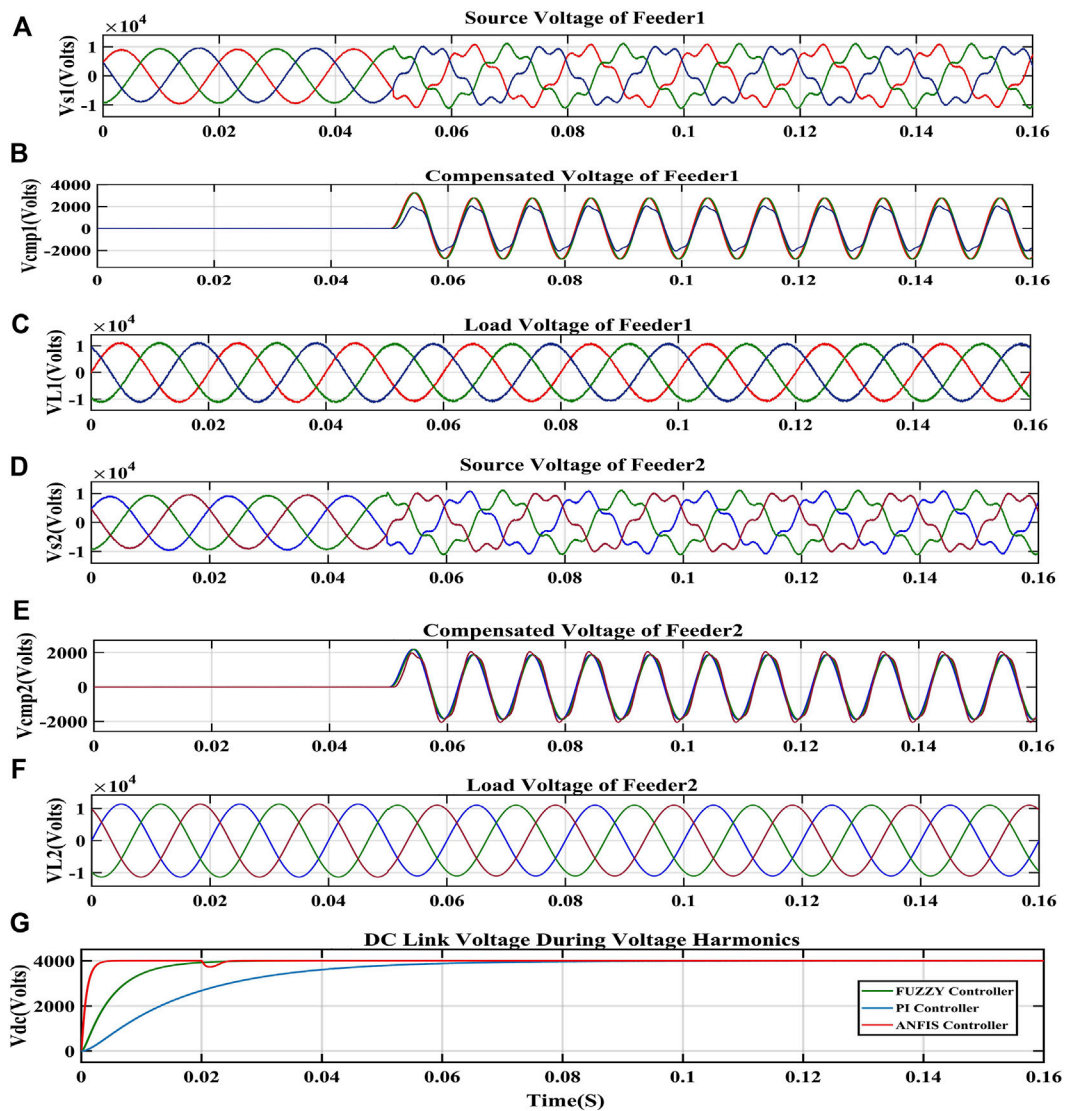 A
Source Voltage of Feeder1
×10⁴
Vs1(Volts)
1
0
-1
0 0.02 0.04 0.06 0.08 0.1 0.12 0.14 0.16
B
Compensated Voltage of Feeder1
Vcmp1(Volts)
4000
2000
0
-2000
0 0.02 0.04 0.06 0.08 0.1 0.12 0.14 0.16
C
Load Voltage of Feeder1
×10⁴
VL1(Volts)
1
0
-1
0 0.02 0.04 0.06 0.08 0.1 0.12 0.14 0.16
D
Source Voltage of Feeder2
×10⁴
Vs2(Volts)
1
0
-1
0 0.02 0.04 0.06 0.08 0.1 0.12 0.14 0.16
E
Compensated Voltage of Feeder2
Vcmp2(Volts)
2000
0
-2000
0 0.02 0.04 0.06 0.08 0.1 0.12 0.14 0.16
F
Load Voltage of Feeder2
×10⁴
VL2(Volts)
1
0
-1
0 0.02 0.04 0.06 0.08 0.1 0.12 0.14 0.16
G
DC Link Voltage During Voltage Harmonics
Vdc(Volts)
4000
2000
0
FUZZY Controller
PI Controller
ANFIS Controller
0 0.02 0.04 0.06 0.08 0.1 0.12 0.14 0.16
Time(S)